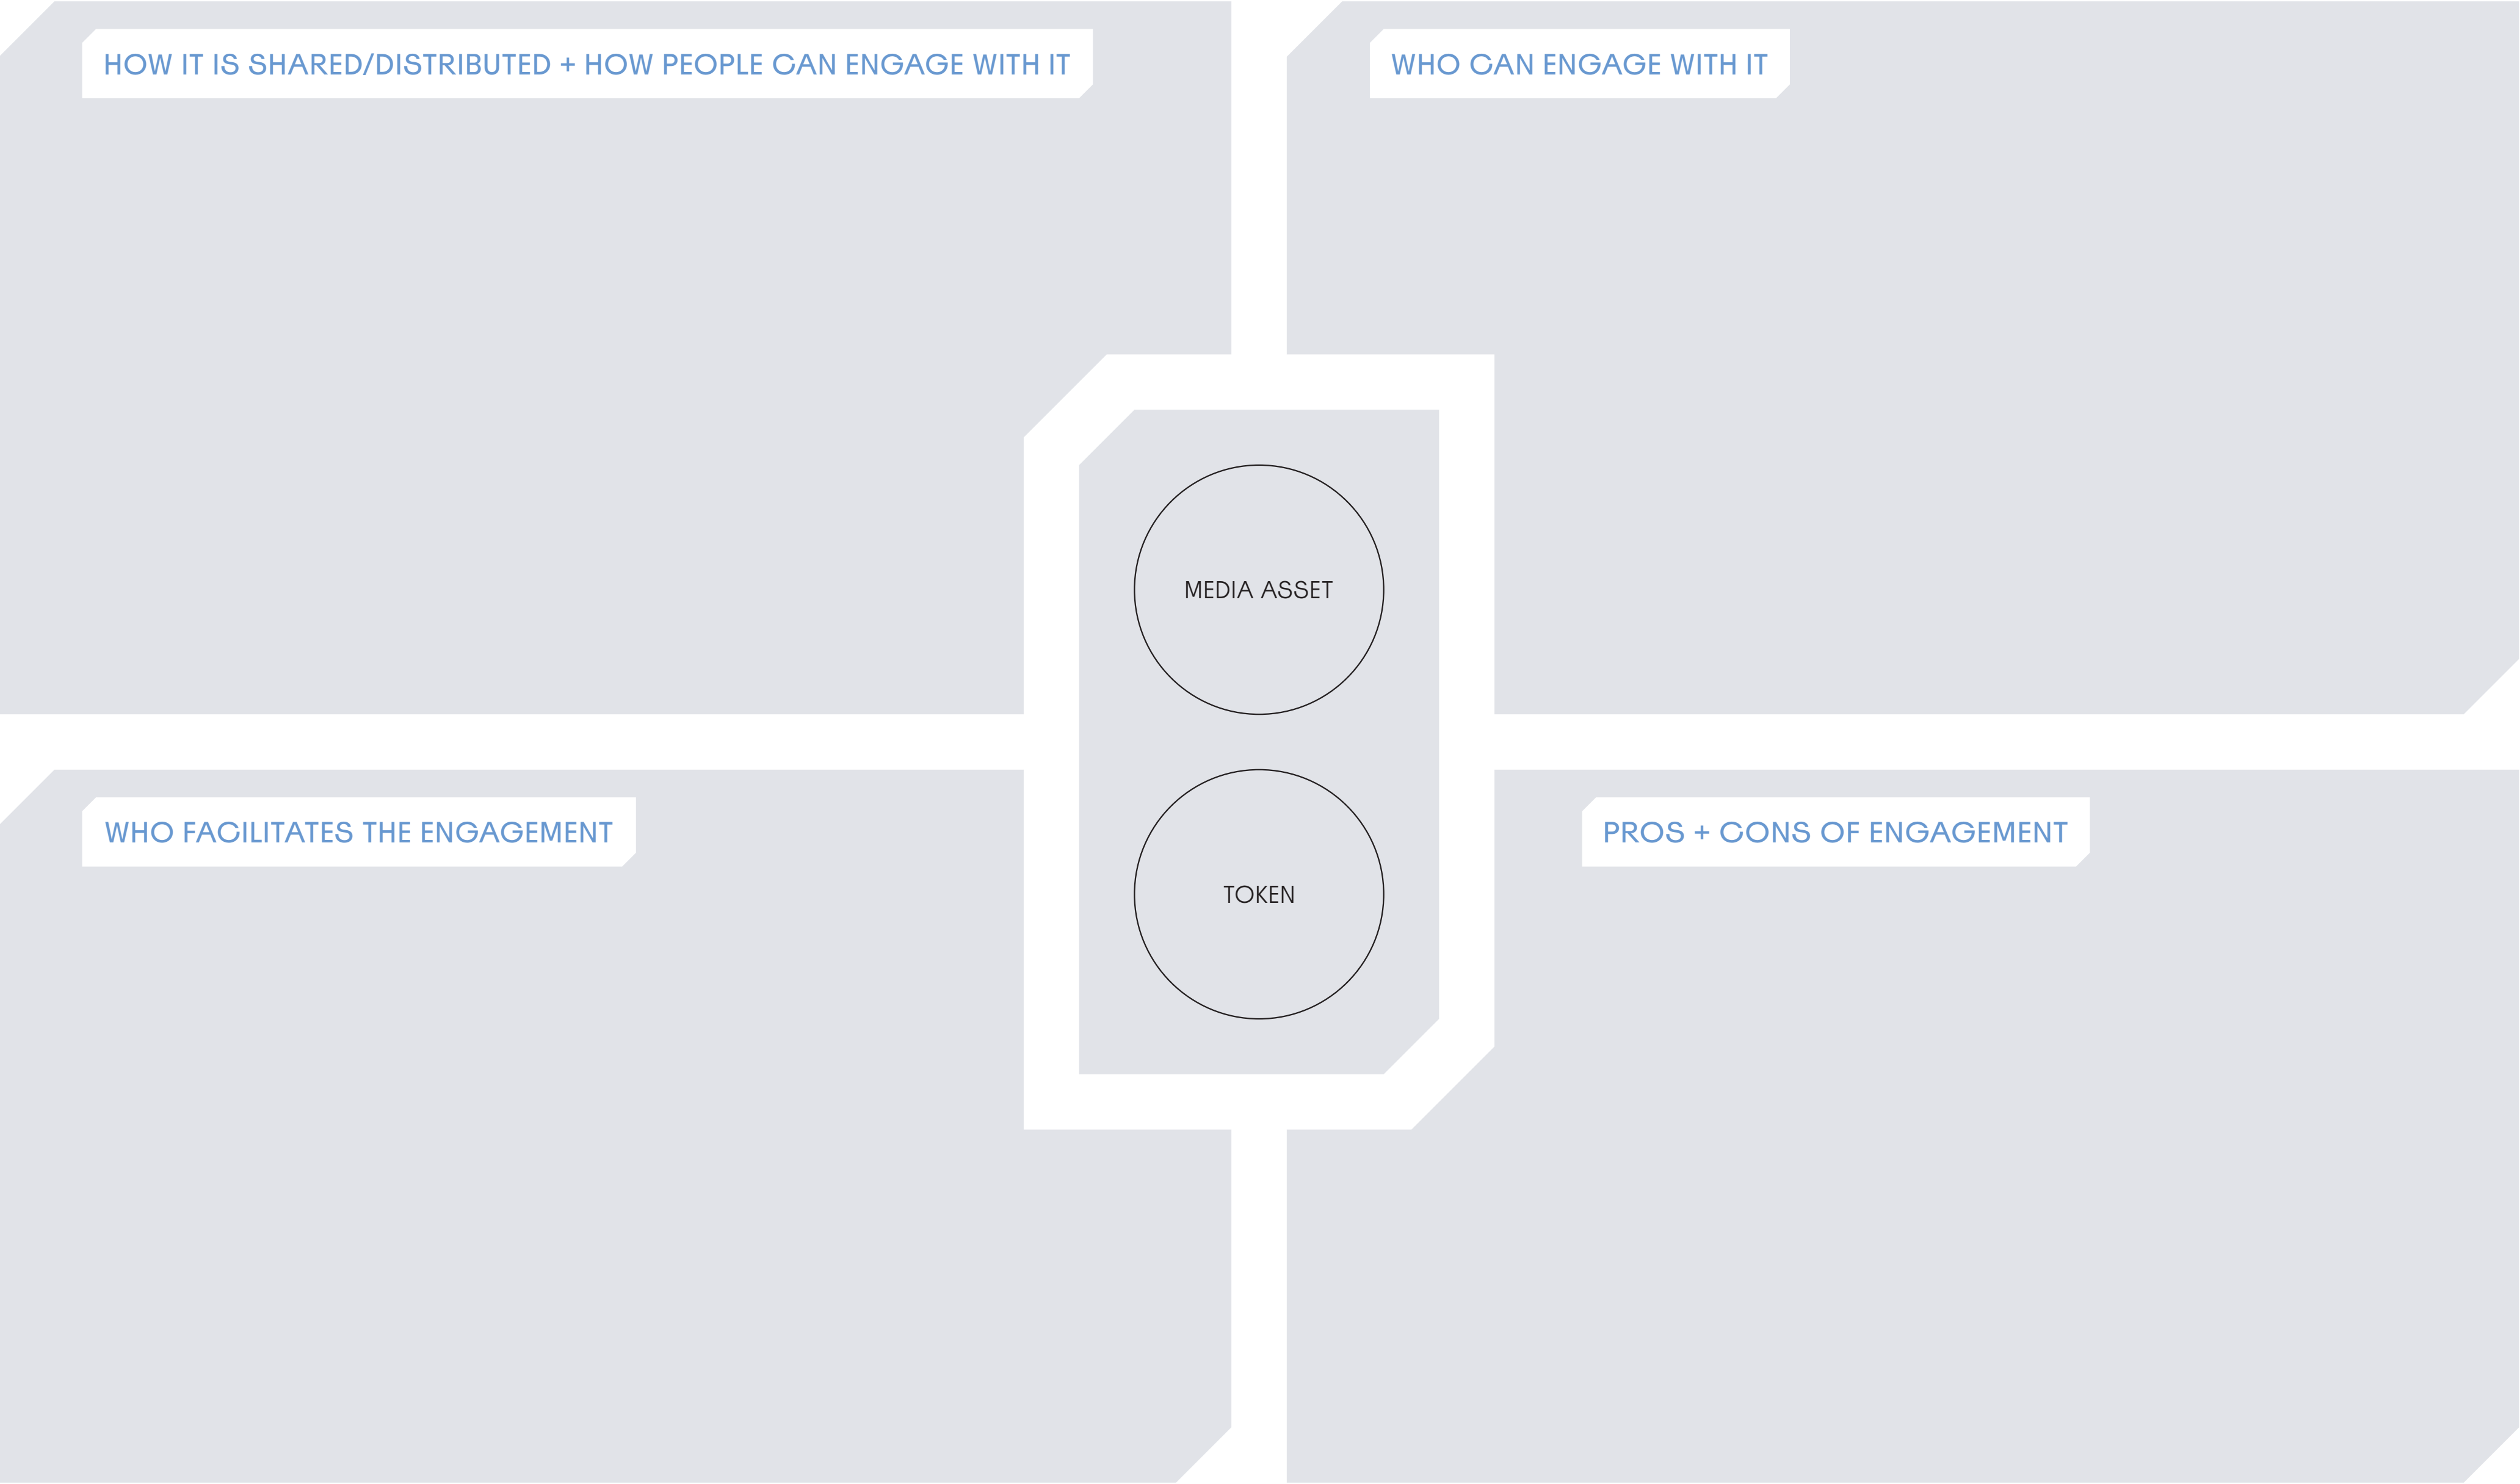 HOW IT IS SHARED/DISTRIBUTED + HOW PEOPLE CAN ENGAGE WITH IT
WHO CAN ENGAGE WITH IT
MEDIA ASSET
WHO FACILITATES THE ENGAGEMENT
PROS + CONS OF ENGAGEMENT
TOKEN